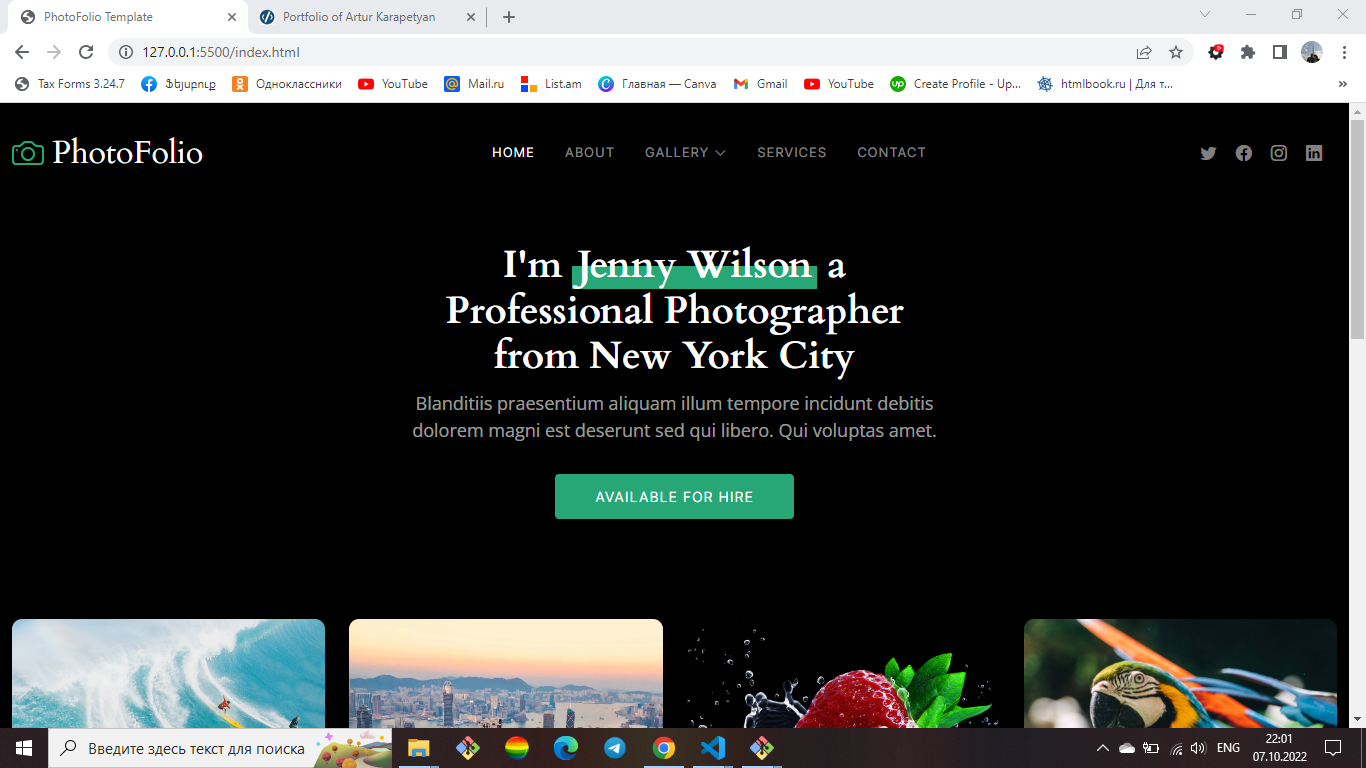 PhotoFolio Template
Portfolio of Artur Karapetyan
127.0.0.1:5500/index.html
Tax Forms 3.24.7
Ֆեյսբուք
Одноклассники
YouTube
Mail.ru
List.am
Главная — Canva
Gmail
YouTube
Create Profile - Up...
htmlbook.ru | Для т...
PhotoFolio
HOME
ABOUT
GALLERY
SERVICES
CONTACT
I'm Jenny Wilson a
Professional Photographer
from New York City
Blanditiis praesentium aliquam illum tempore incidunt debitis
dolorem magni est deserunt sed qui libero. Qui voluptas amet.
AVAILABLE FOR HIRE
Введите здесь текст для поиска
ENG
22:01
07.10.2022